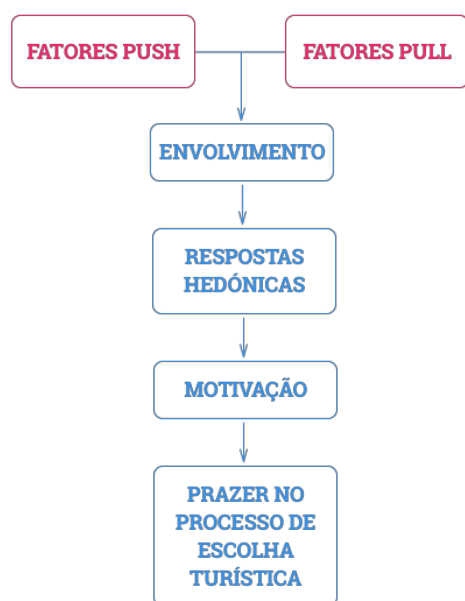 FATORES PUSH
FATORES PULL
ENVOLVIMENTO
RESPOSTAS
HEDÓNICAS
MOTIVAÇÃO
PRAZER NO
PROCESSO DE
ESCOLHA
TURÍSTICA